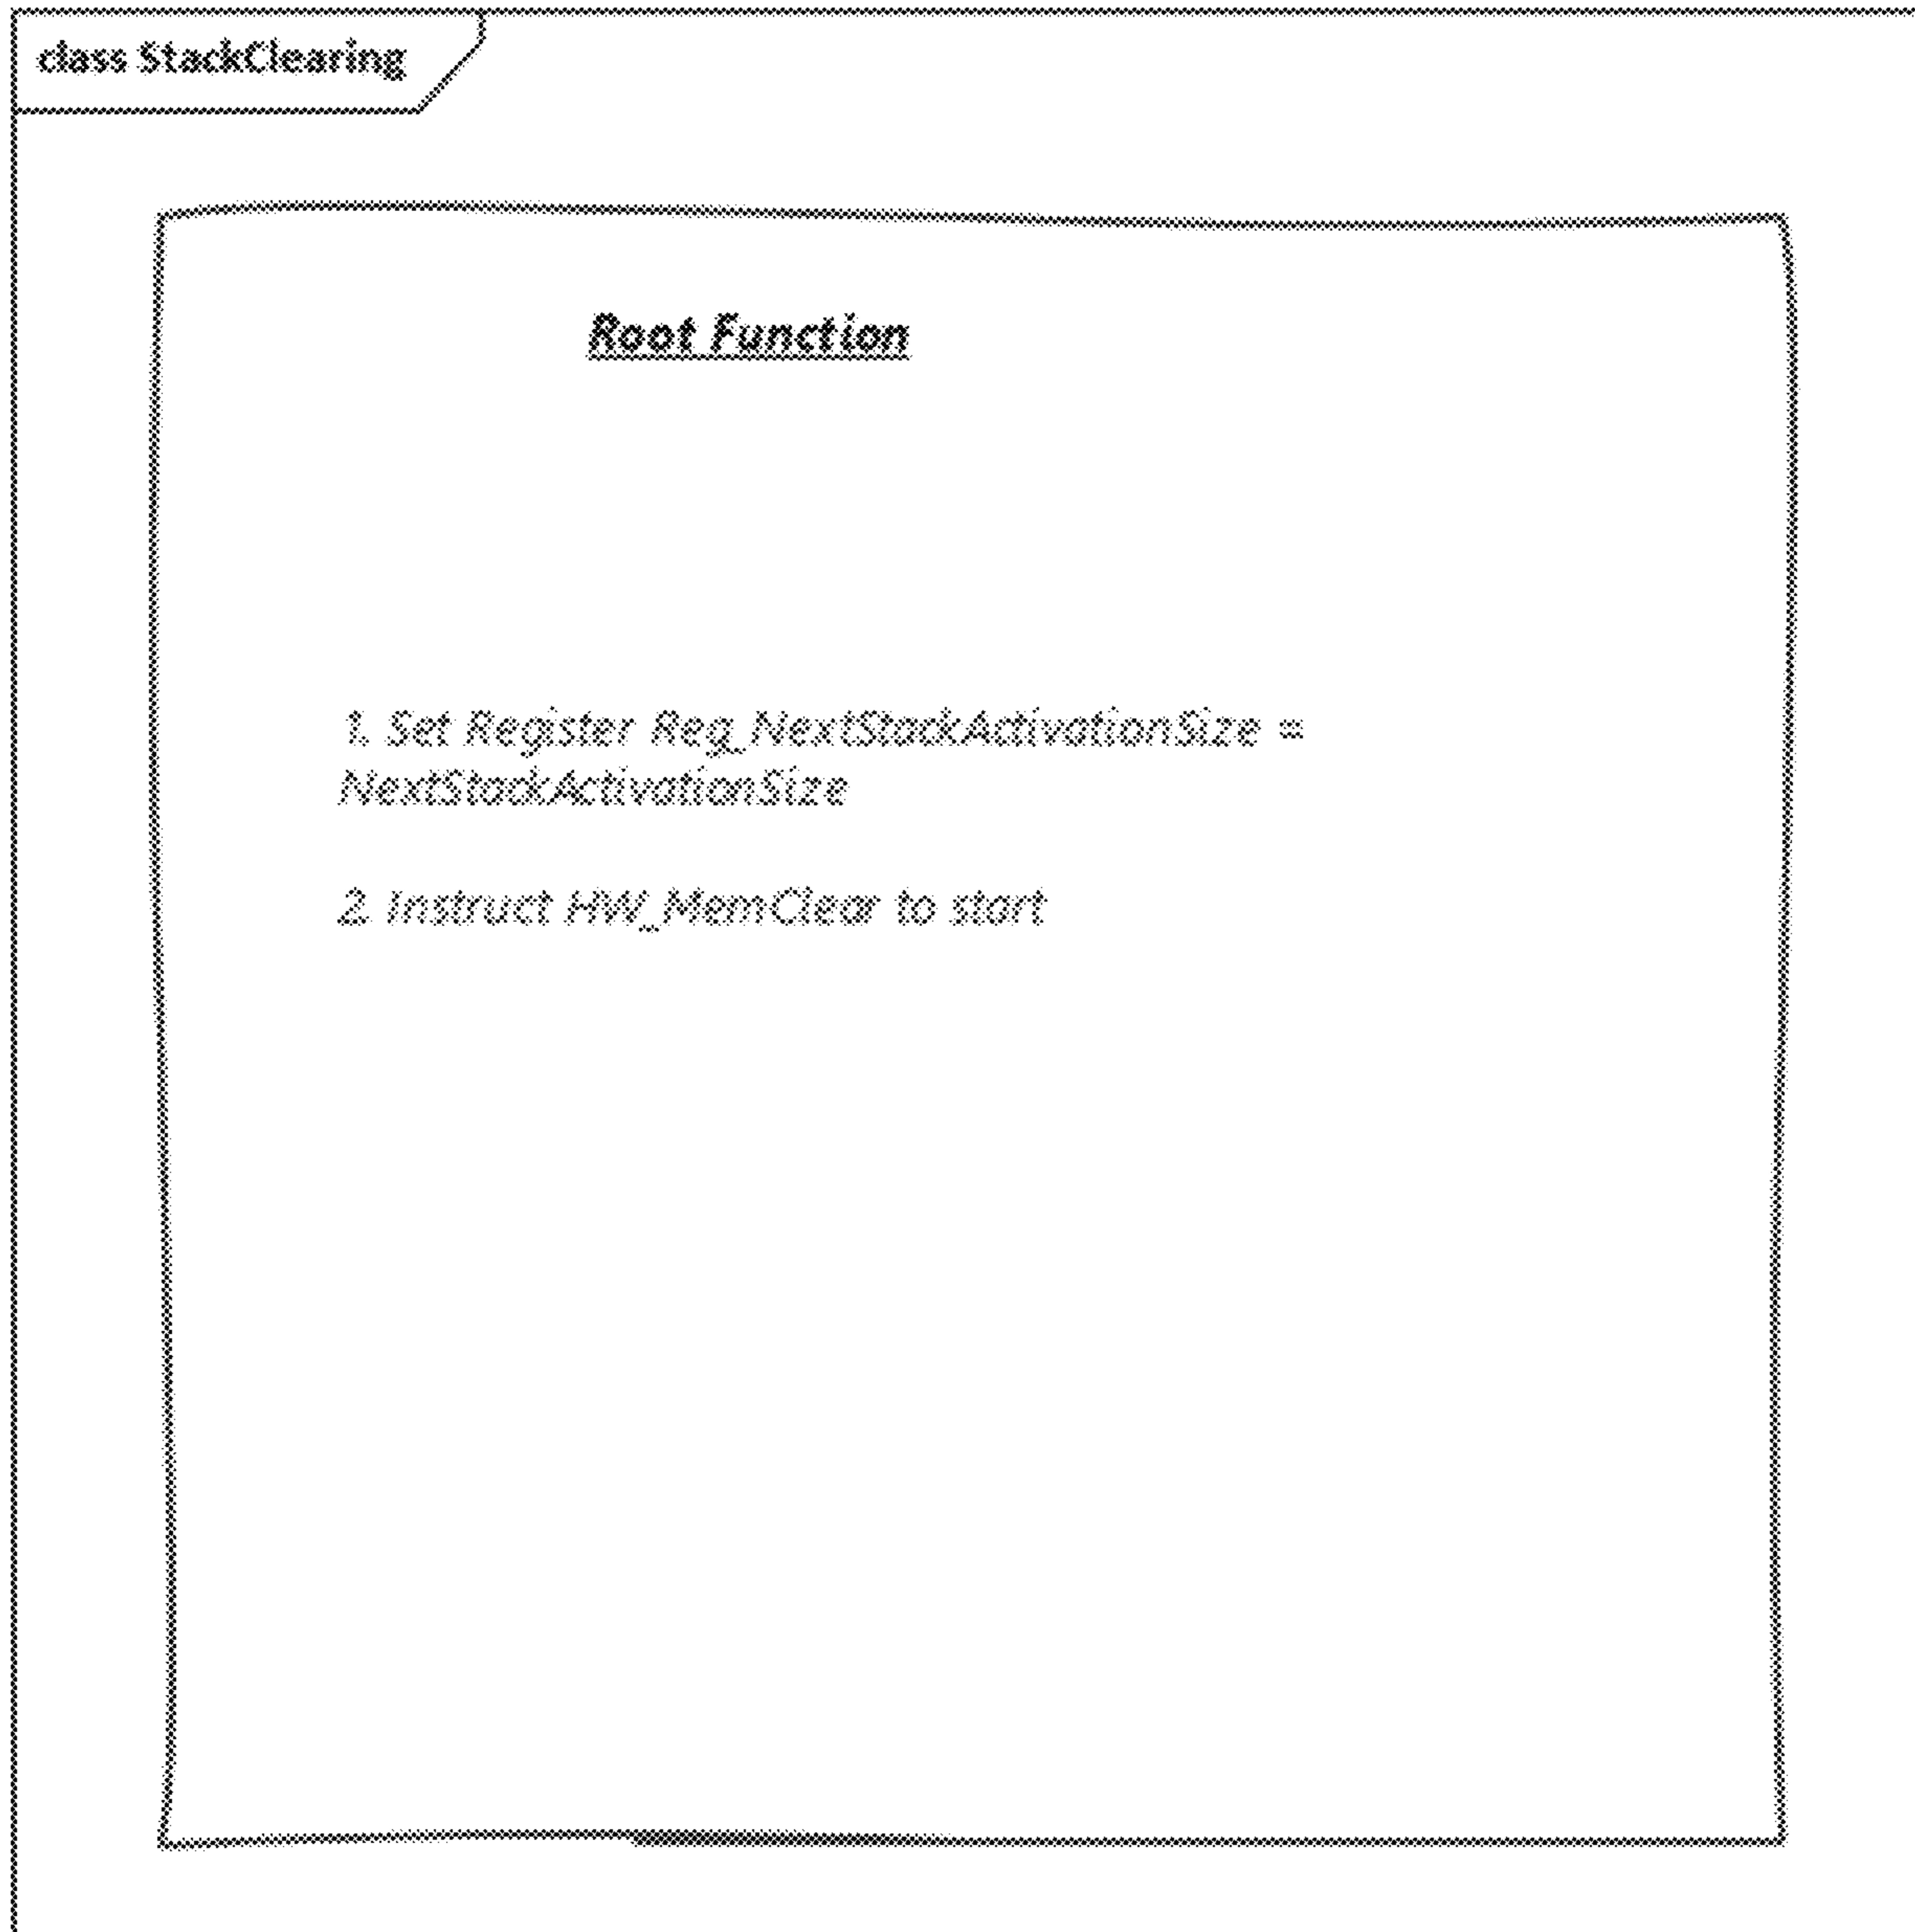 class StackClearing
Root Function
1. Set Register Reg_NextStackActivationSize =
NextStackActivationSize
2. Instruct HW_MemClear to start